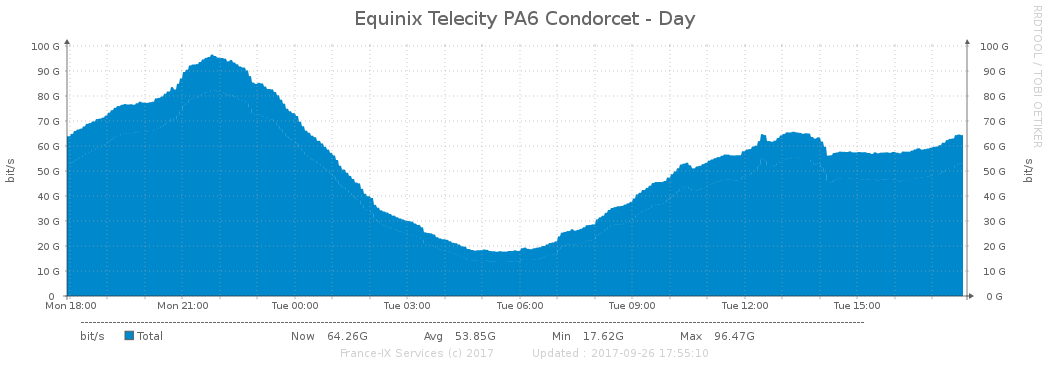 Equinix Telecity PA6 Condorcet - Day
RRDTOOL / TOBI OETIKER
bit/s
100 G
90 G
80 G
70 G
60 G
50 G
40 G
30 G
20 G
10 G
0
100 G
90 G
80 G
70 G
60 G
50 G
40 G
30 G
20 G
10 G
0 G
bit/s
Mon 18:00 Mon 21:00 Tue 00:00 Tue 03:00 Tue 06:00 Tue 09:00 Tue 12:00 Tue 15:00
bit/s Total Now 64.26G Avg 53.85G Min 17.62G Max 96.47G
France-IX Services (c) 2017 Updated : 2017-09-26 17:55:10